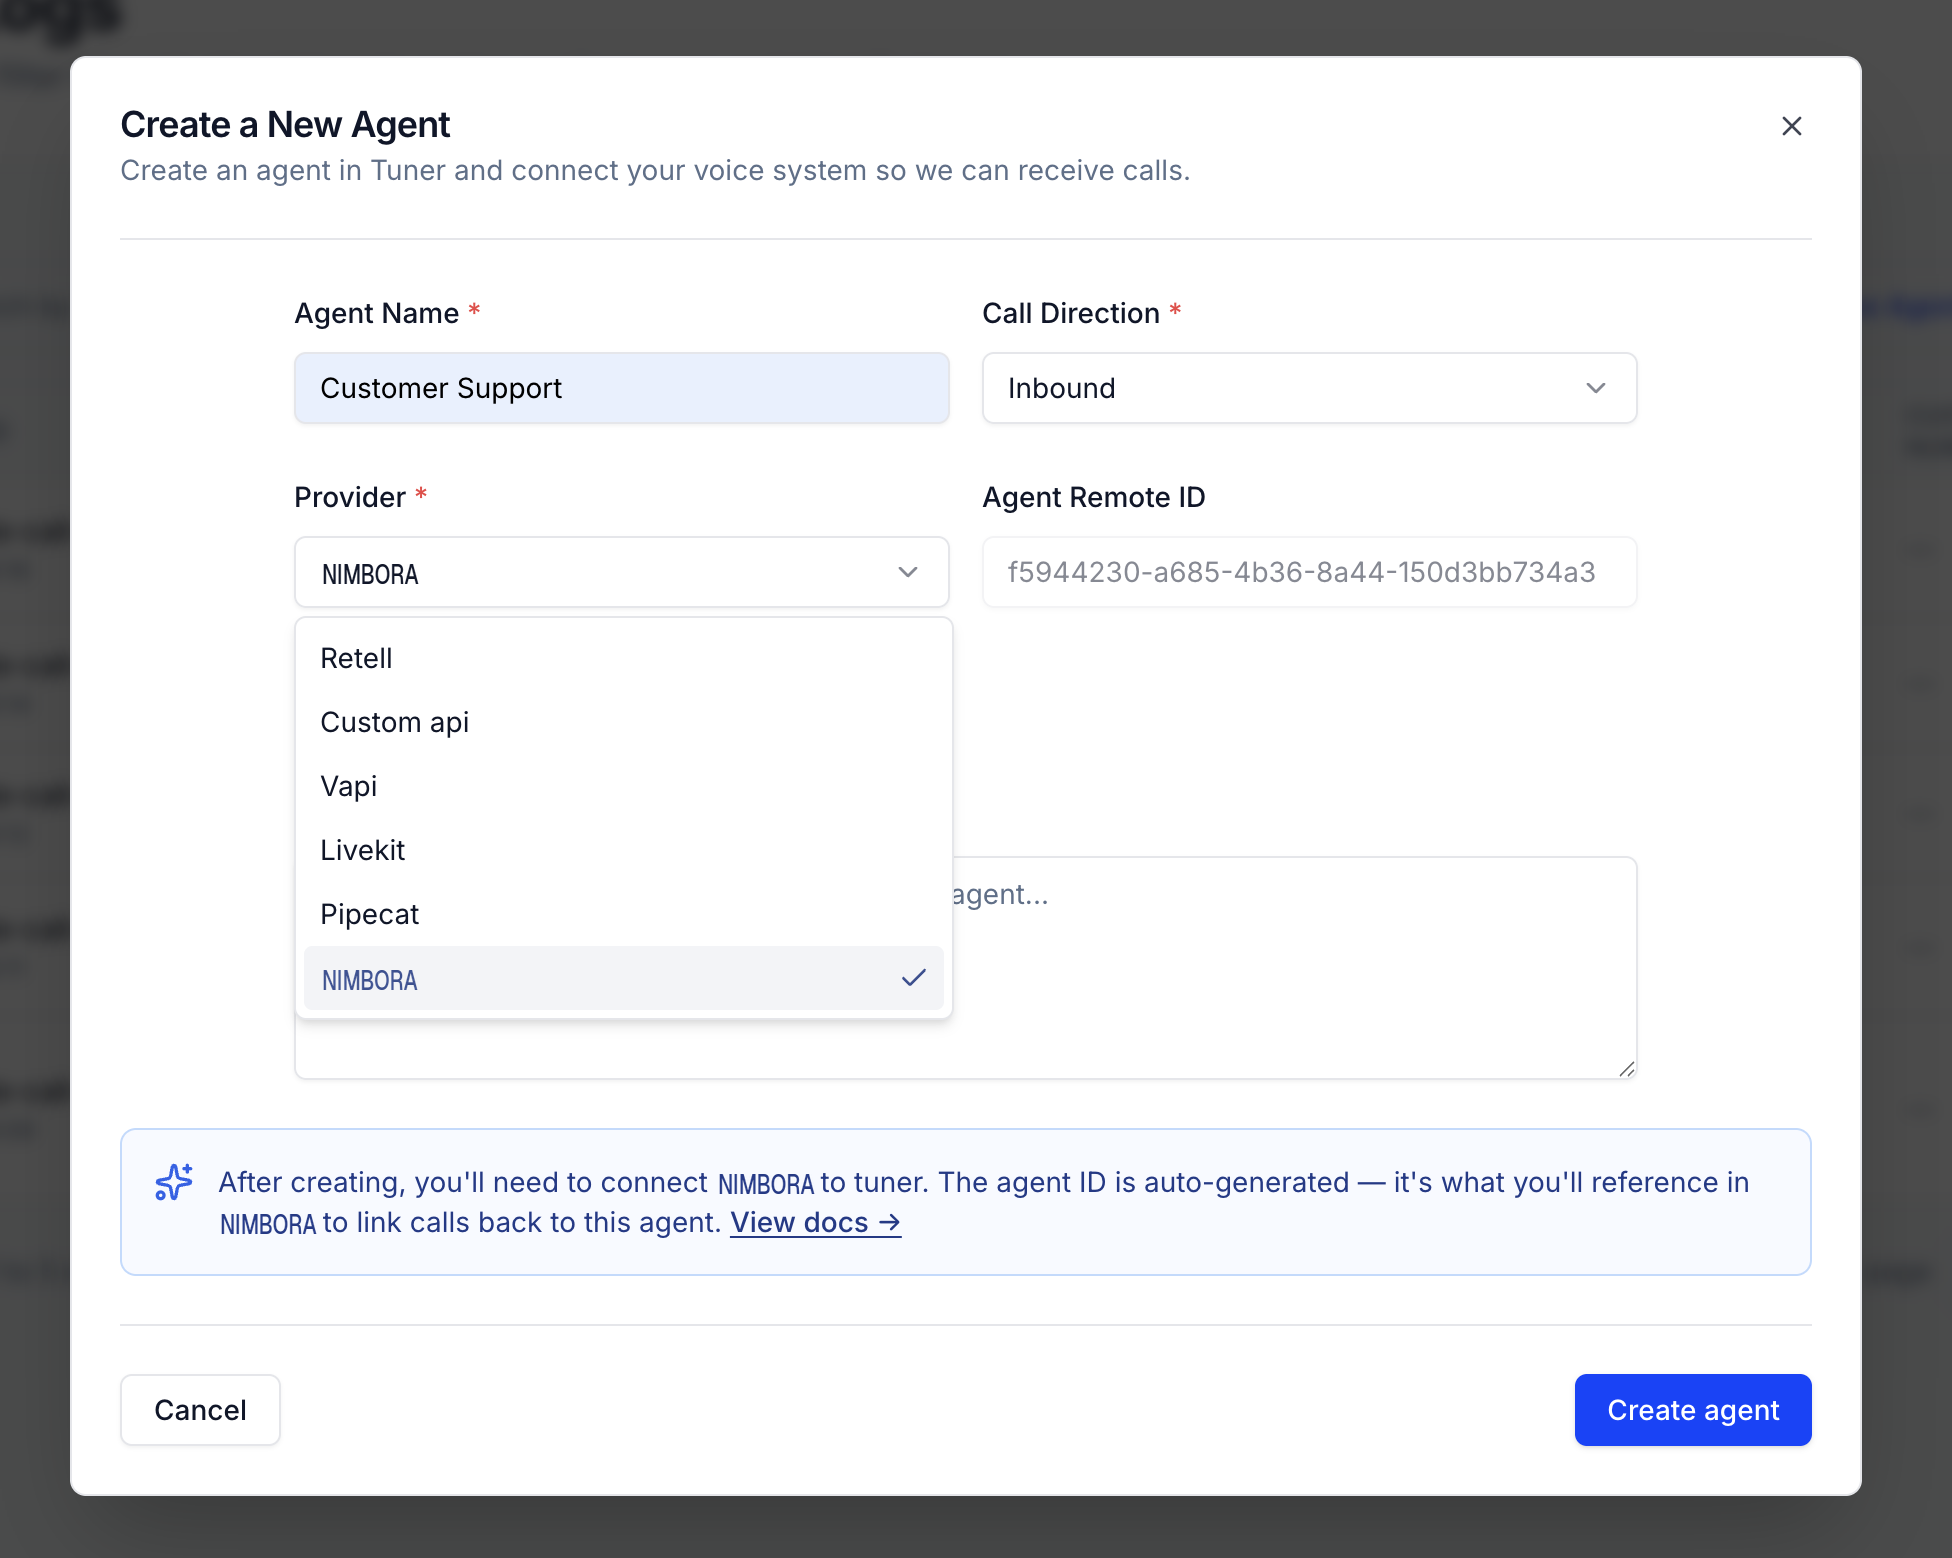 ogs
Create a New Agent
Create an agent in Tuner and connect your voice system so we can receive calls.
Agent Name *
Call Direction *
Customer Support
Inbound
Provider *
Agent Remote ID
NIMBORA
f5944230-a685-4b36-8a44-150d3bb734a3
Retell
Custom api
Vapi
Livekit
Pipecat
NIMBORA
agent...
After creating, you'll need to connect NIMBORA to tuner. The agent ID is auto-generated — it's what you'll reference in
NIMBORA to link calls back to this agent. View docs →
Cancel
Create agent